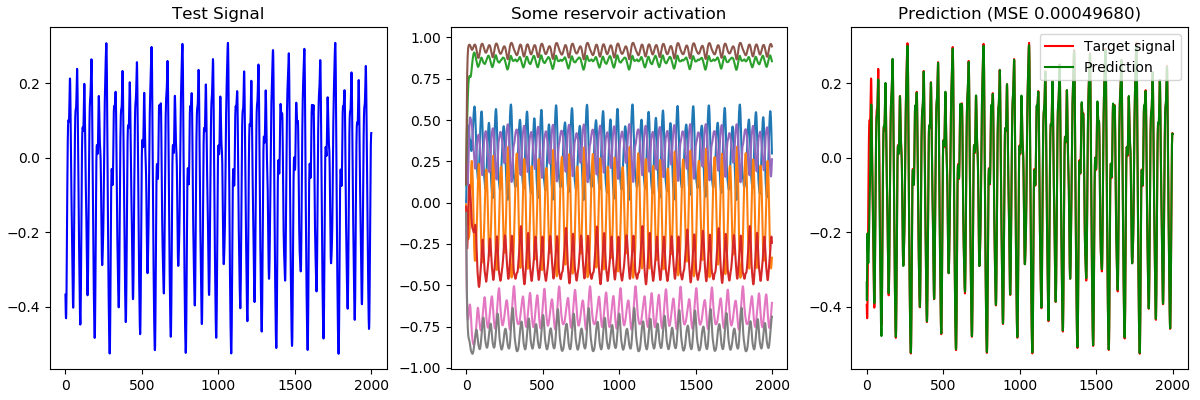 Test Signal
0.2
0.0
−0.2
−0.4
0 500 1000 1500 2000
Some reservoir activation
1.00
0.75
0.50
0.25
0.00
−0.25
−0.50
−0.75
−1.00
0 500 1000 1500 2000
Prediction (MSE 0.00049680)
Target signal
Prediction
0.2
0.0
−0.2
−0.4
0 500 1000 1500 2000